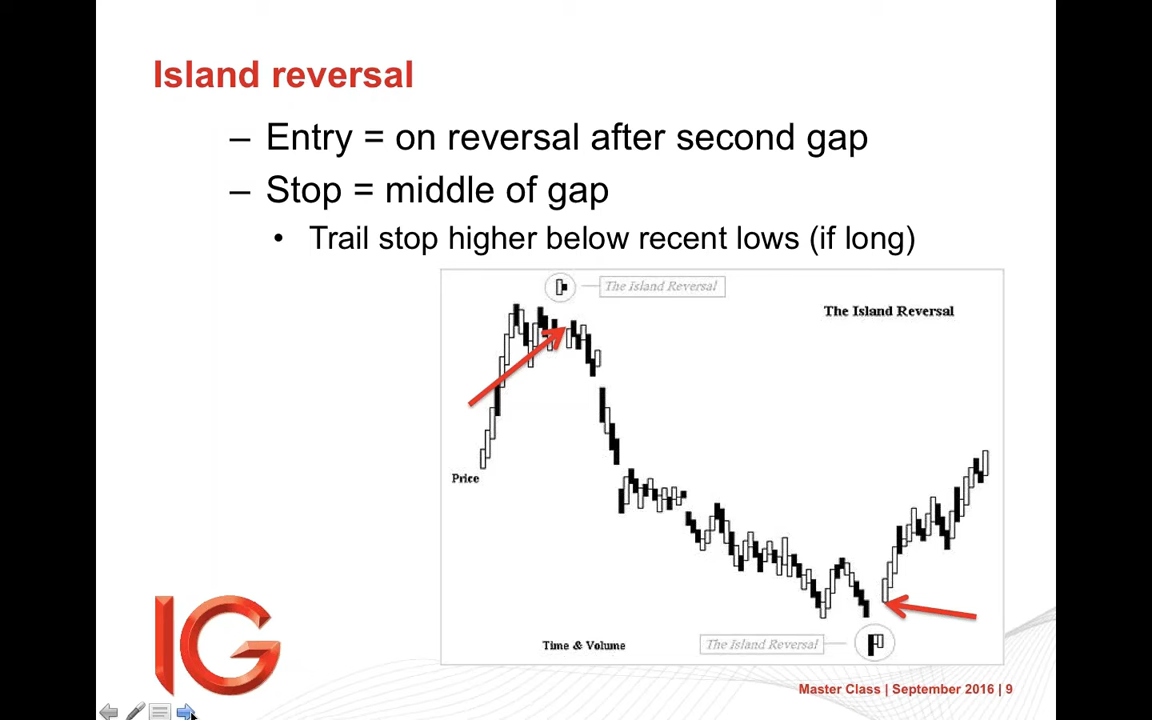 Island reversal
– Entry = on reversal after second gap
– Stop = middle of gap
• Trail stop higher below recent lows (if long)
The Island Reversal
The Island Reversal
Price
Time & Volume
The Island Reversal
IG
Master Class | September 2016 | 9